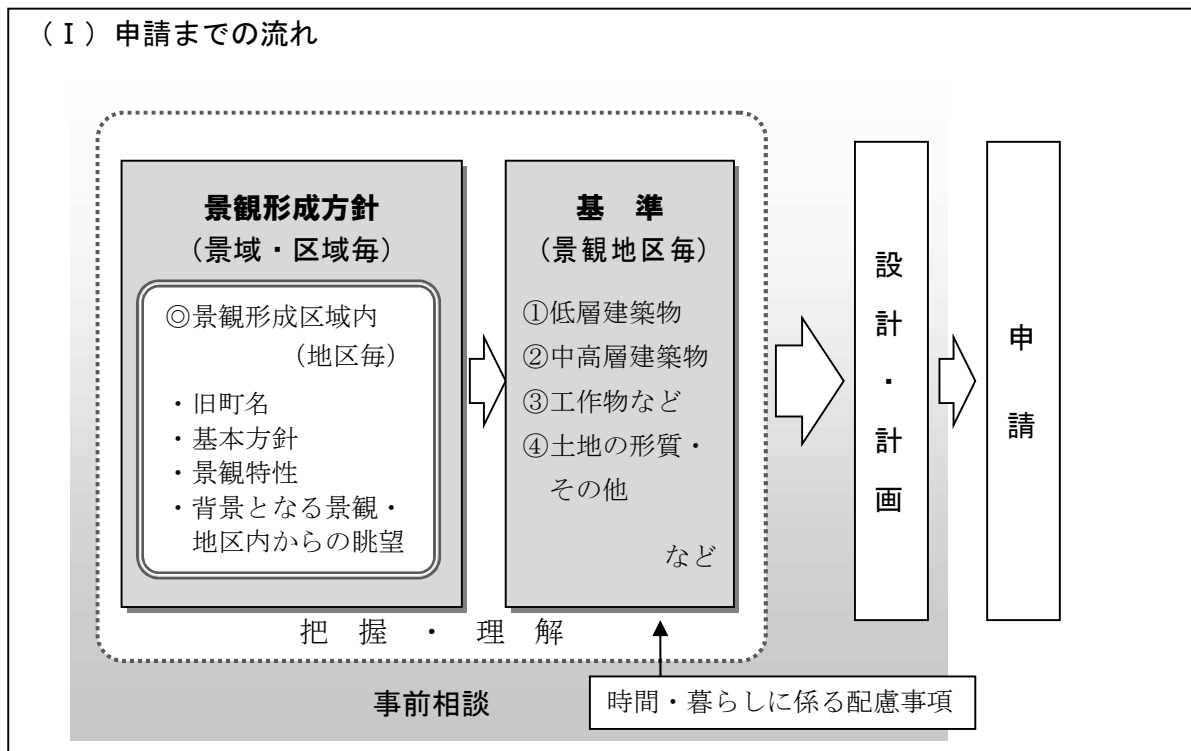 (Ⅰ)申請までの流れ
景観形成方針
(景域・区域毎)
◎景観形成区域内
(地区毎)
・旧町名
・基本方針
・景観特性
・背景となる景観・
地区内からの眺望
基 準
(景観地区毎)
①低層建築物
②中高層建築物
③工作物など
④土地の形質・
その他
など
把 握 ・ 理 解
事前相談
時間・暮らしに係る配慮事項
設計・計画
申請